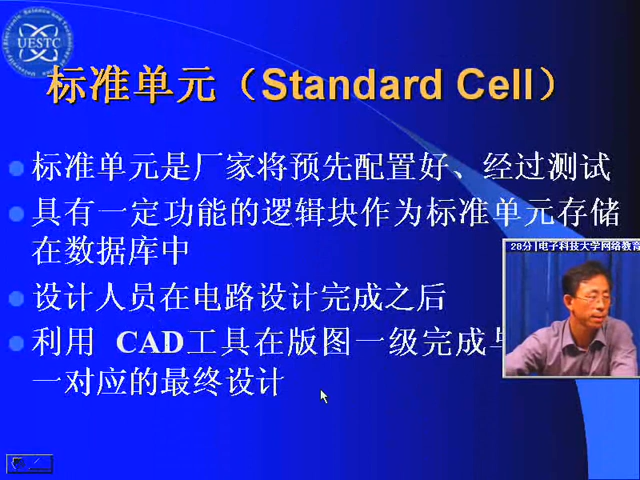 UESTC
标准单元（Standard Cell）
标准单元是厂家将预先配置好、经过测试
具有一定功能的逻辑块作为标准单元存储
在数据库中
28分|电子科技大学网络教育
设计人员在电路设计完成之后
利用 CAD工具在版图一级完成与
一对应的最终设计